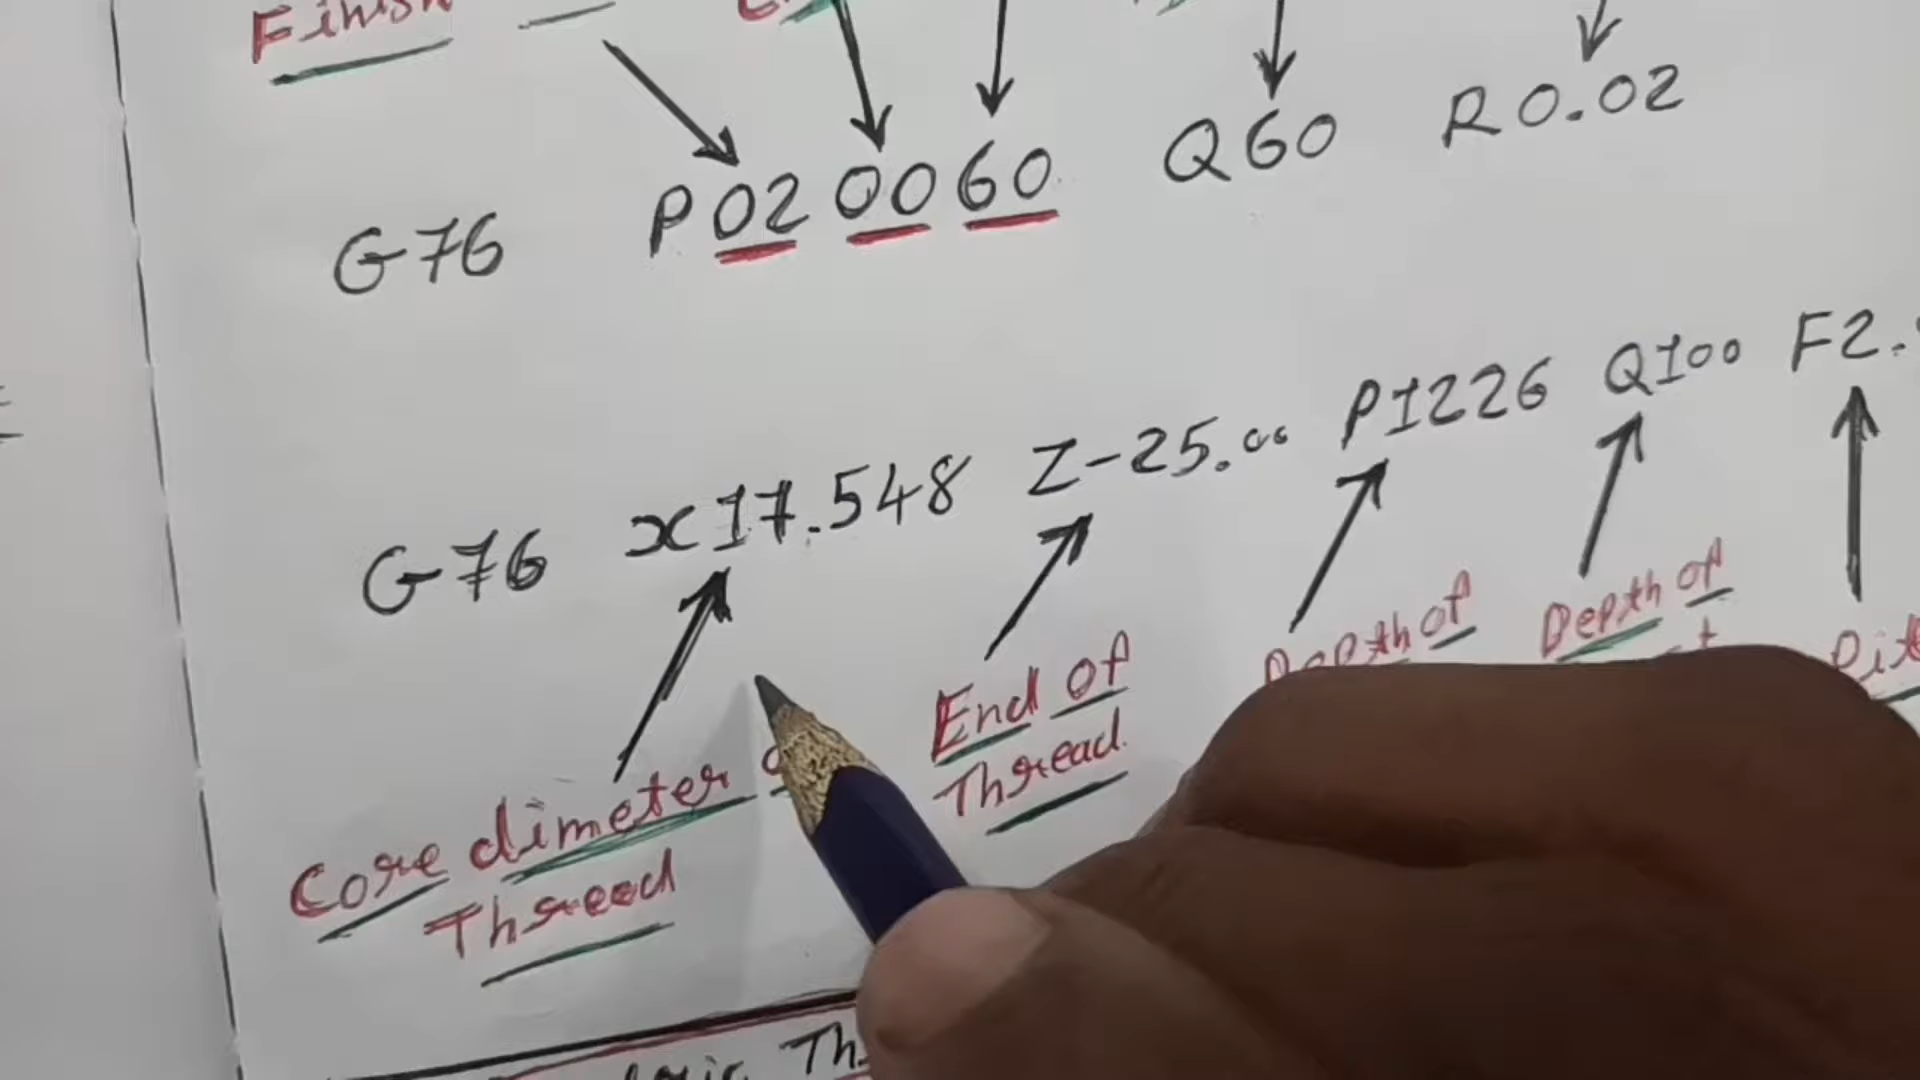 Finish
G76 P020060 Q60 R0.02
G76 X17.548 Z-25.00 P1226 Q100 F2.
Core dimeter
Thread
End of
Thread.
Depth of
Depth of